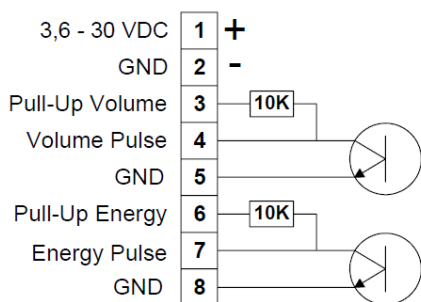 3,6 - 30 VDC 1 +
GND 2 -
Pull-Up Volume 3 10K
Volume Pulse 4
GND 5
Pull-Up Energy 6 10K
Energy Pulse 7
GND 8